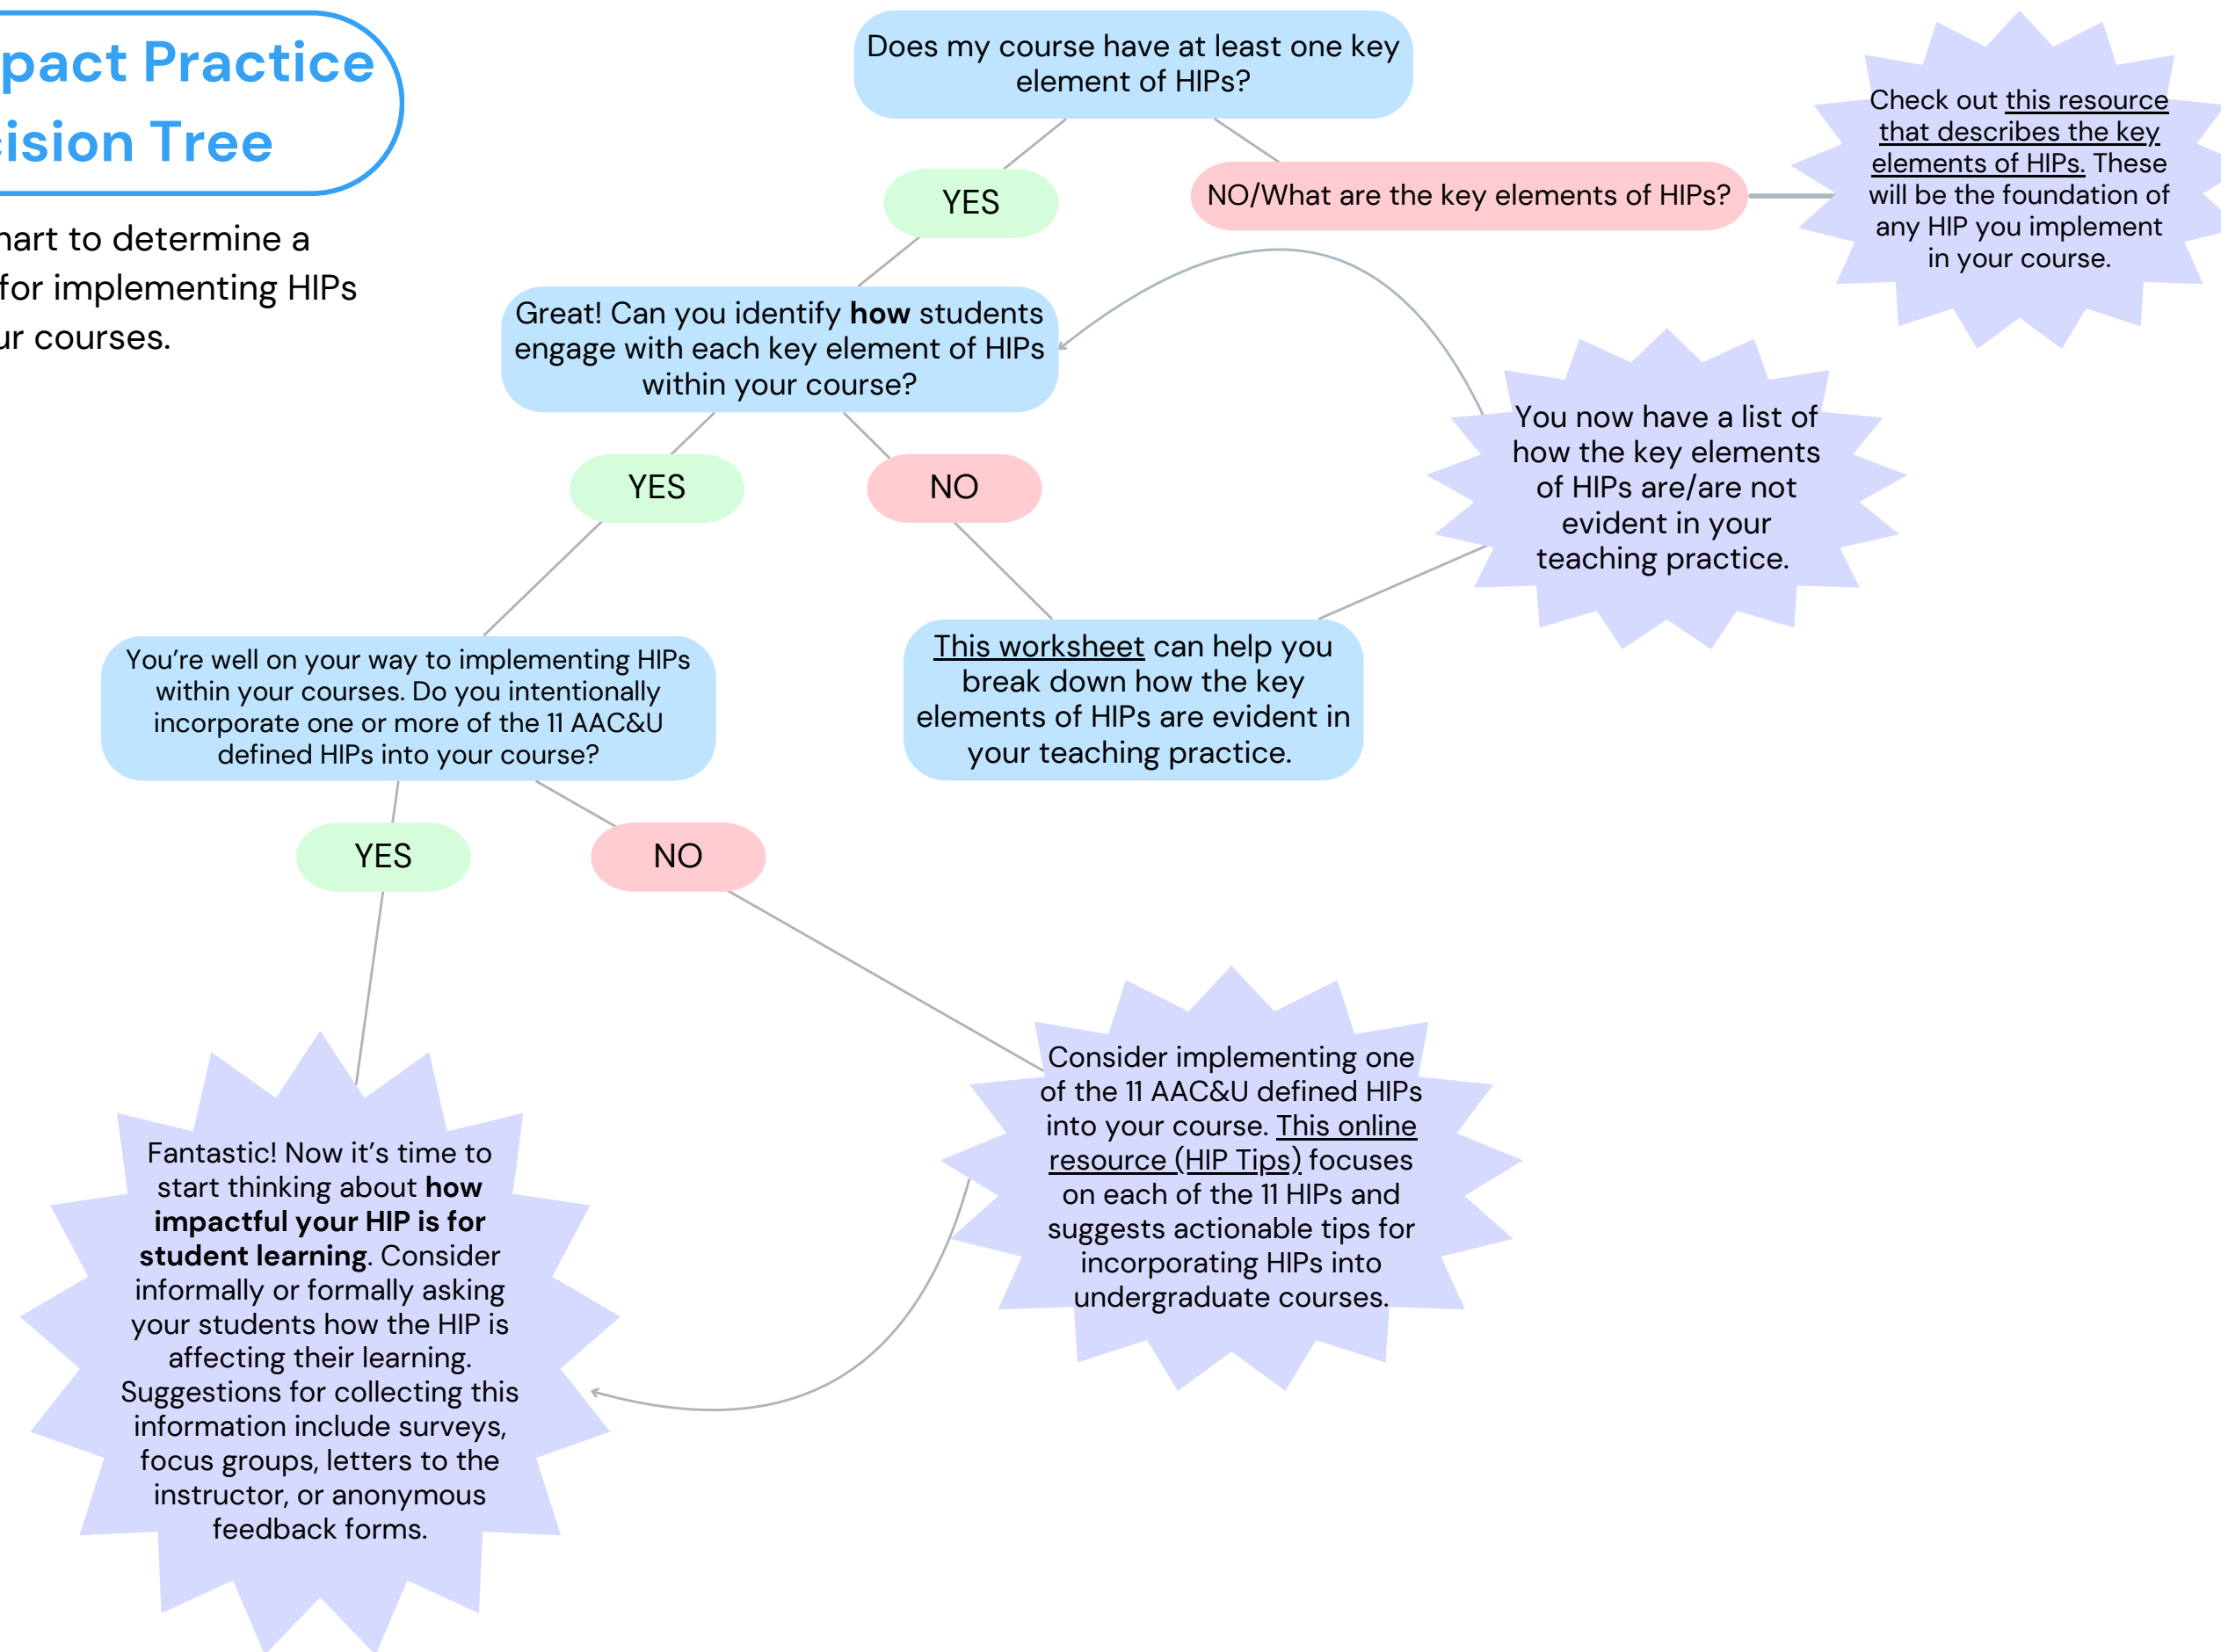 pact Practice
cision Tree
hart to determine a
for implementing HIPs
ur courses.
Does my course have at least one key
element of HIPs?
YES
NO/What are the key elements of HIPs?
Check out this resource
that describes the key
elements of HIPs. These
will be the foundation of
any HIP you implement
in your course.
Great! Can you identify how students
engage with each key element of HIPs
within your course?
You now have a list of
how the key elements
of HIPs are/are not
evident in your
teaching practice.
YES
NO
You're well on your way to implementing HIPs
within your courses. Do you intentionally
incorporate one or more of the 11 AAC&U
defined HIPs into your course?
This worksheet can help you
break down how the key
elements of HIPs are evident in
your teaching practice.
YES
NO
Consider implementing one
of the 11 AAC&U defined HIPs
into your course. This online
resource (HIP Tips) focuses
on each of the 11 HIPs and
suggests actionable tips for
incorporating HIPs into
undergraduate courses.
Fantastic! Now it's time to
start thinking about how
impactful your HIP is for
student learning. Consider
informally or formally asking
your students how the HIP is
affecting their learning.
Suggestions for collecting this
information include surveys,
focus groups, letters to the
instructor, or anonymous
feedback forms.